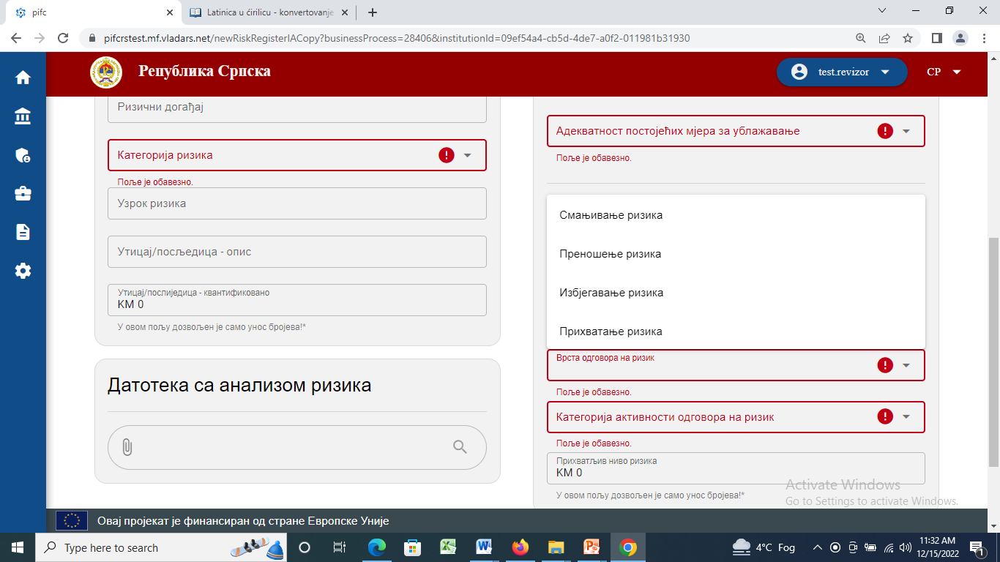 pifc
Latinica u ćirilicu - konvertovanje
pifcrstest.mf.vladars.net/newRiskRegisterIACopy?businessProcess=28406&institutionId=09ef54a4-cb5d-4de7-a0f2-011981b31930
Република Српска
test.revizor
СР
Ризични догађај
Категорија ризика
Поље је обавезно.
Узрок ризика
Утицај/посљедица - опис
Утицај/послиједица - квантификовано
KM 0
У овом пољу дозвољен је само унос бројева!*
Датотека са анализом ризика
Адекватност постојећих мјера за ублажавање
Поље је обавезно.
Смањивање ризика
Преношење ризика
Избјегавање ризика
Прихватање ризика
Врста одговора на ризик
Поље је обавезно.
Категорија активности одговора на ризик
Поље је обавезно.
Прихватљив ниво ризика
KM 0
У овом пољу дозвољен је само унос бројева!*
Activate Windows
Go to Settings to activate Windows.
Овај пројекат је финансиран од стране Европске Уније
Type here to search
4°C Fog
11:32 AM
12/15/2022
1